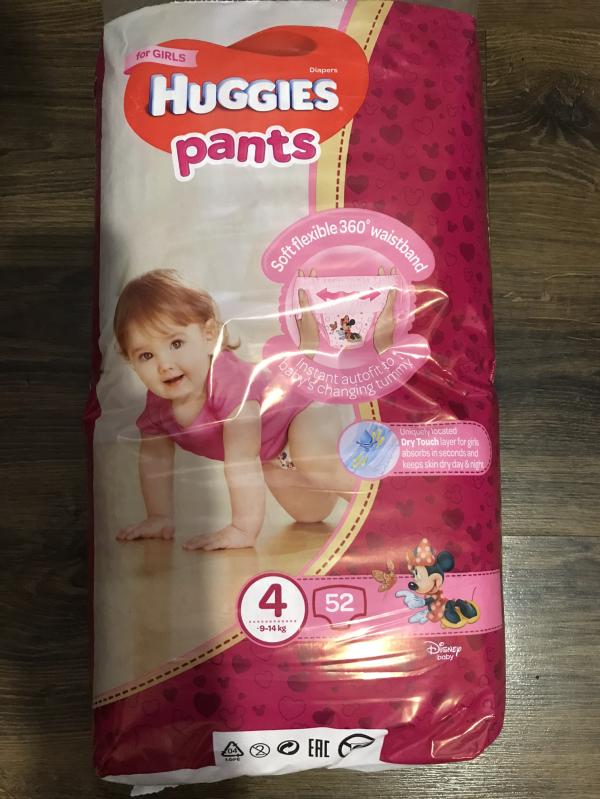 for GIRLS
Diapers
HUGGIES
pants
Soft flexible 360° waistband
instant autofit to
baby's changing tummy
Uniquely located
Dry Touch layer for girls
absorbs in seconds and
keeps skin dry day & night
4
9-14 kg
52
Disney
baby
04
LDPE
EAC